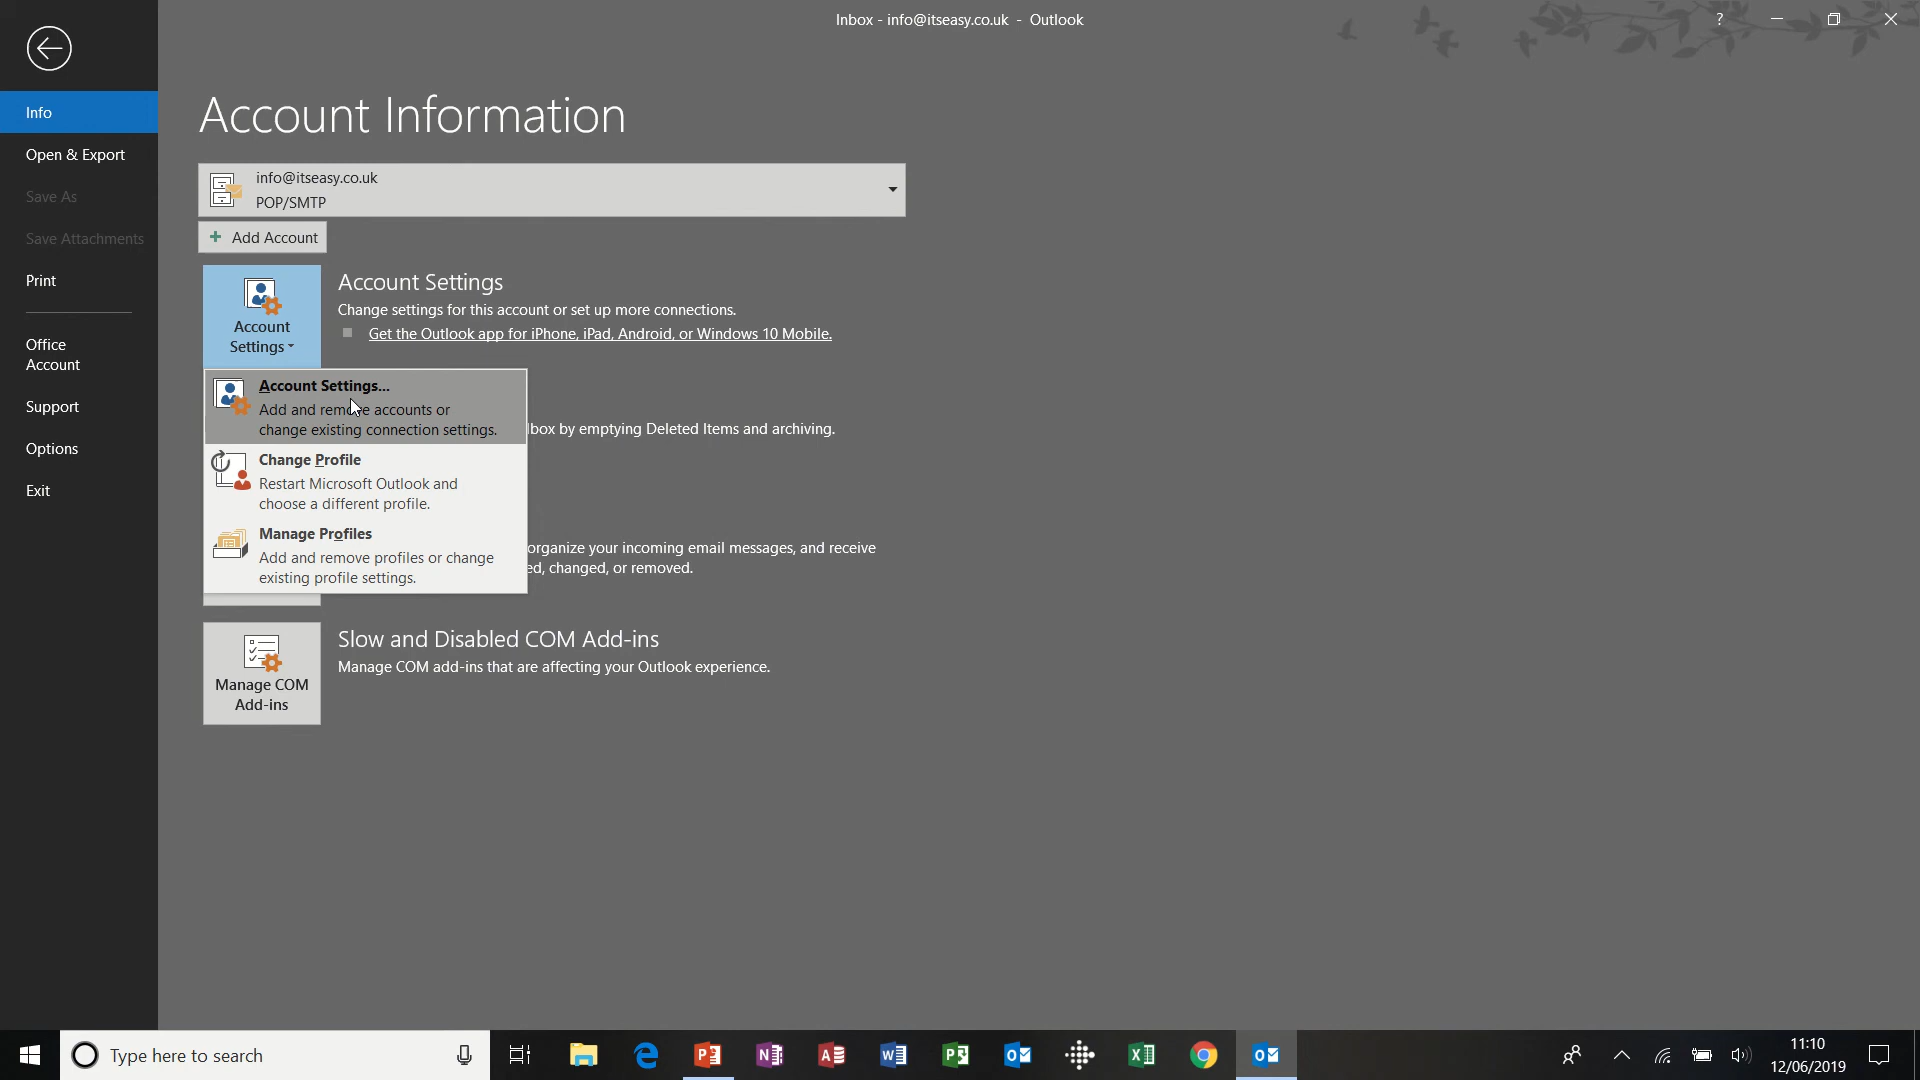 Inbox - info@itseasy.co.uk - Outlook
?
Info
Open & Export
Save As
Save Attachments
Print
Office
Account
Support
Options
Exit
Account Information
info@itseasy.co.uk
POP/SMTP
Add Account
Account
Settings
Account Settings
Change settings for this account or set up more connections.
Get the Outlook app for iPhone, iPad, Android, or Windows 10 Mobile.
Account Settings...
Add and remove accounts or
change existing connection settings.
Change Profile
Restart Microsoft Outlook and
choose a different profile.
Manage Profiles
Add and remove profiles or change
existing profile settings.
by emptying Deleted Items and archiving.
organize your incoming email messages, and receive
changed, or removed.
Manage COM
Add-ins
Slow and Disabled COM Add-ins
Manage COM add-ins that are affecting your Outlook experience.
Type here to search
11:10
12/06/2019